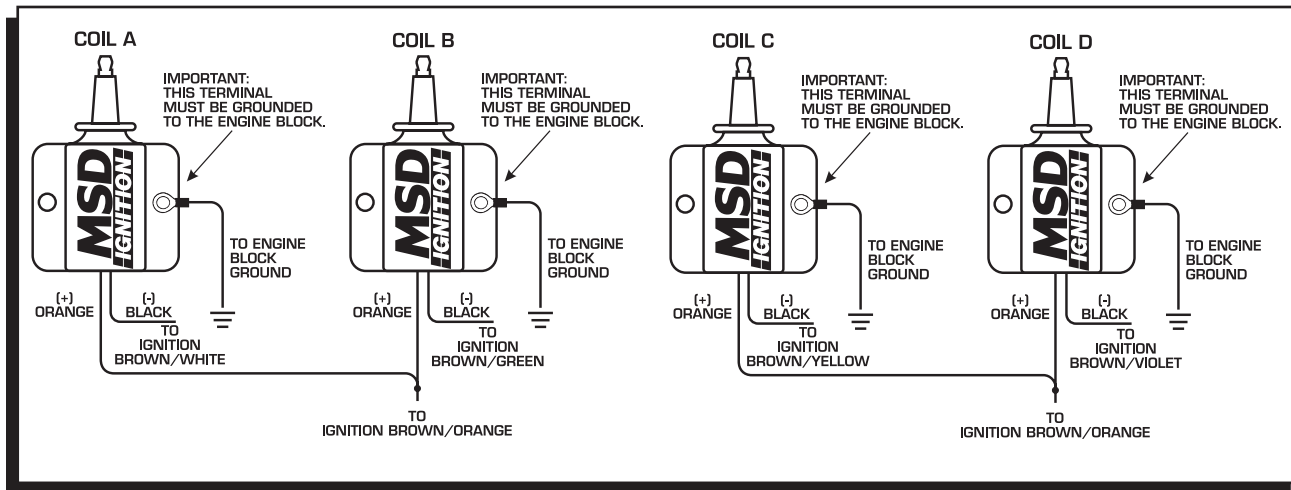 COIL A
IMPORTANT:
THIS TERMINAL
MUST BE GROUNDED
TO THE ENGINE BLOCK.
MSD
IGNITION
TO ENGINE
BLOCK
GROUND
(+)
ORANGE
(-)
BLACK
TO
IGNITION
BROWN/WHITE
COIL B
IMPORTANT:
THIS TERMINAL
MUST BE GROUNDED
TO THE ENGINE BLOCK.
MSD
IGNITION
TO ENGINE
BLOCK
GROUND
(+)
ORANGE
(-)
BLACK
TO
IGNITION
BROWN/GREEN
TO
IGNITION BROWN/ORANGE
COIL C
IMPORTANT:
THIS TERMINAL
MUST BE GROUNDED
TO THE ENGINE BLOCK.
MSD
IGNITION
TO ENGINE
BLOCK
GROUND
(+)
ORANGE
(-)
BLACK
TO
IGNITION
BROWN/YELLOW
COIL D
IMPORTANT:
THIS TERMINAL
MUST BE GROUNDED
TO THE ENGINE BLOCK.
MSD
IGNITION
TO ENGINE
BLOCK
GROUND
(+)
ORANGE
(-)
BLACK
TO
IGNITION
BROWN/VIOLET
TO
IGNITION BROWN/ORANGE